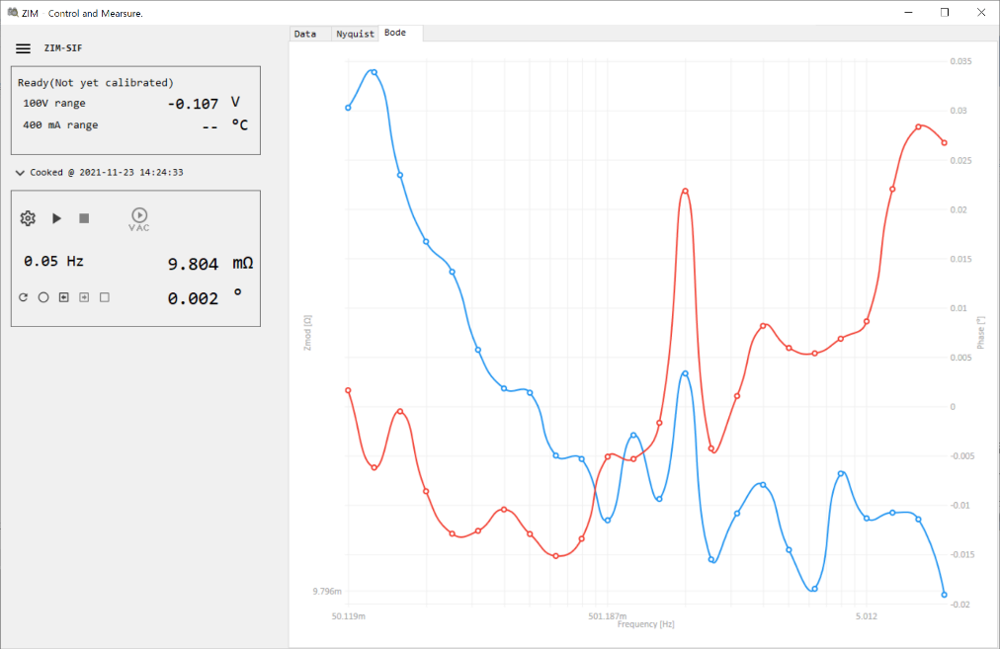 ZIM - Control and Mearsure.
ZIM-SIF
Ready(Not yet calibrated)
100V range -0.107 V
400 mA range -- °C
Cooked @ 2021-11-23 14:24:33
VAC
0.05 Hz 9.804 mΩ
0.002 °
Data Nyquist Bode
0.035
0.03
0.025
0.02
0.015
0.01
0.005
0
-0.005
-0.01
-0.015
-0.02
Zmod [Ω]
Phase [°]
9.796m
50.119m 501.187m 5.012
Frequency [Hz]